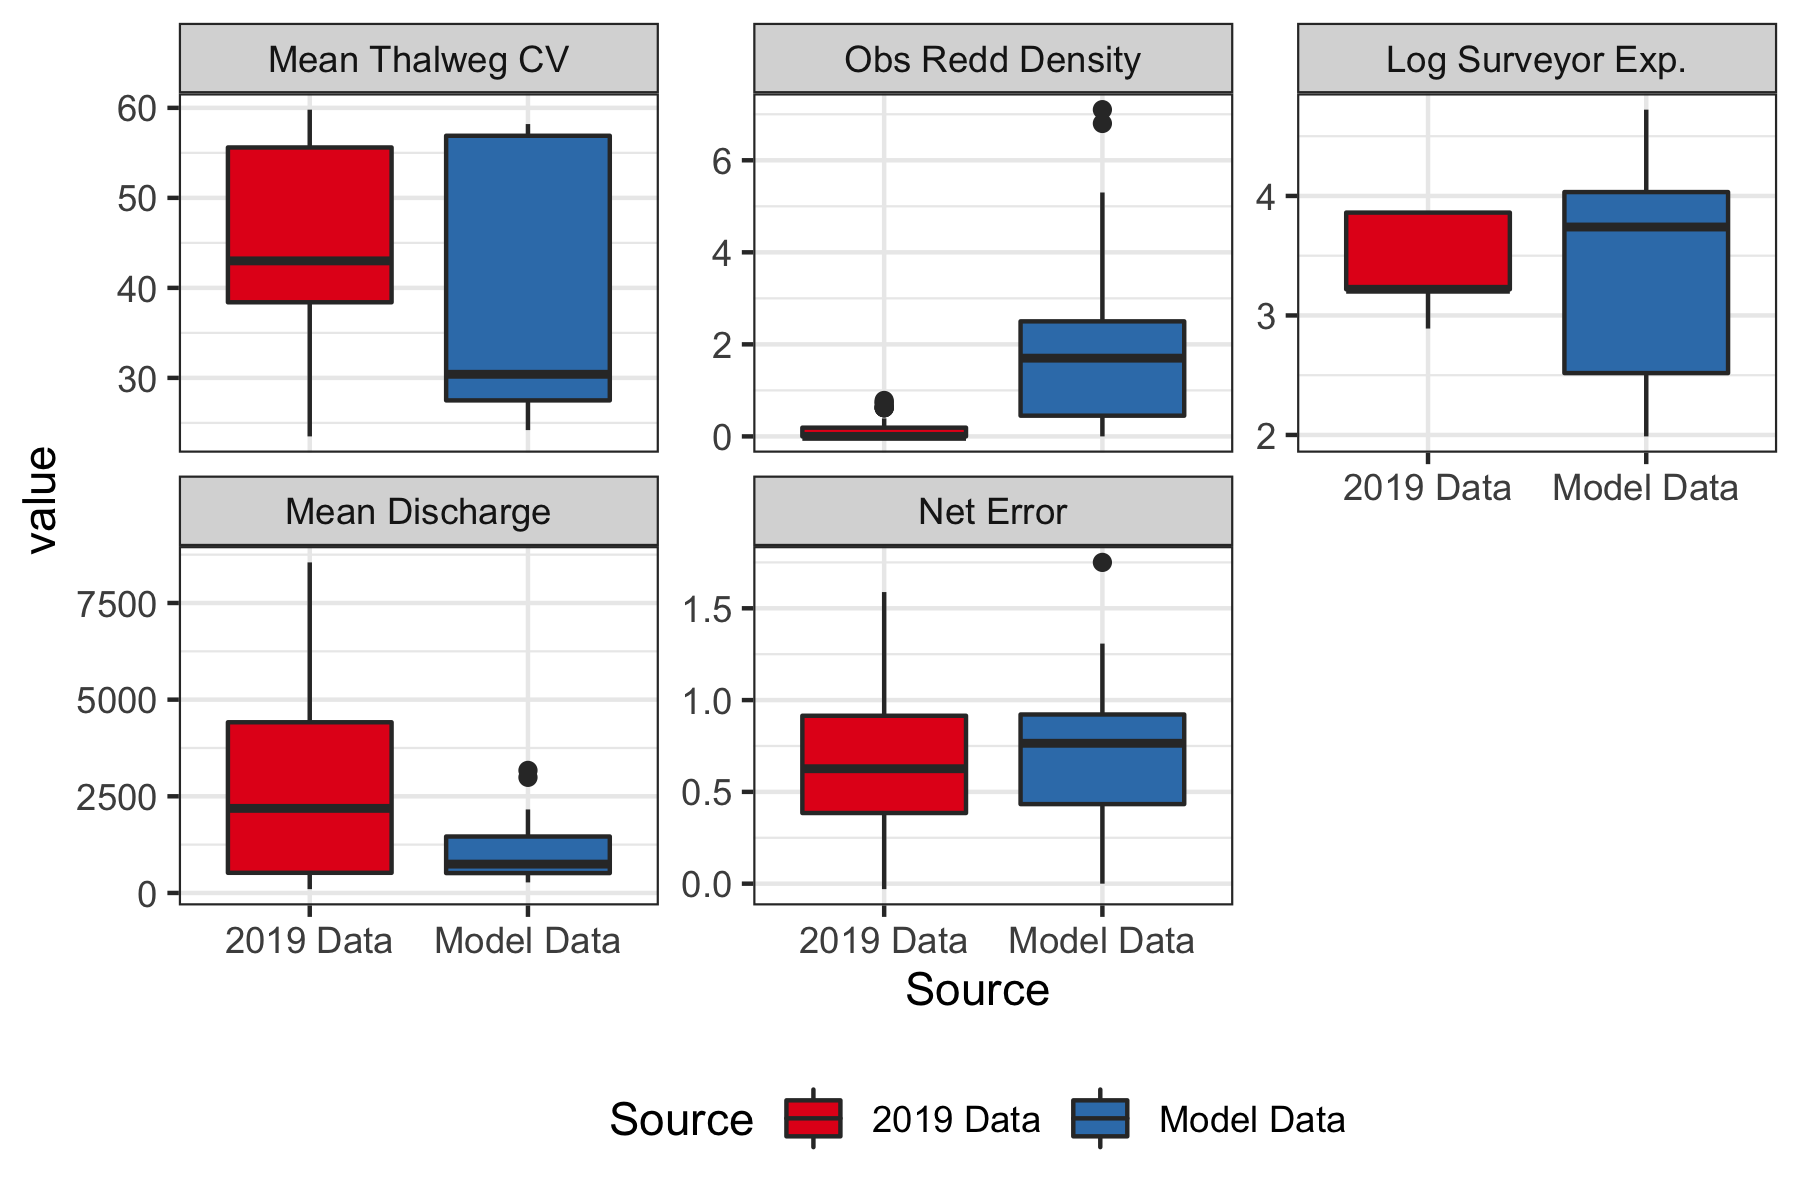 Mean Thalweg CV
Obs Redd Density
Log Surveyor Exp.
60
50
40
30
6
4
2
0
4
3
2
2019 Data Model Data
value
Mean Discharge
Net Error
7500
5000
2500
0
1.5
1.0
0.5
0.0
2019 Data Model Data
2019 Data Model Data
Source
Source 2019 Data Model Data